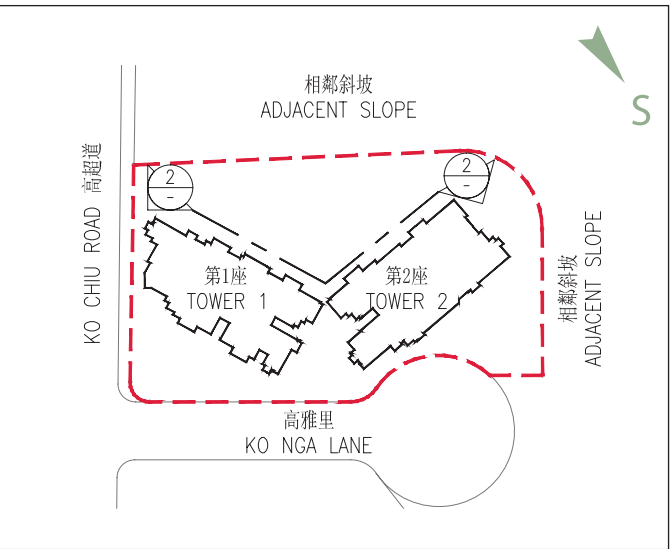 S
相鄰斜坡
ADJACENT SLOPE
KO CHIU ROAD 高超道
2
-
2
-
第1座
TOWER 1
第2座
TOWER 2
相鄰斜坡
ADJACENT SLOPE
高雅里
KO NGA LANE